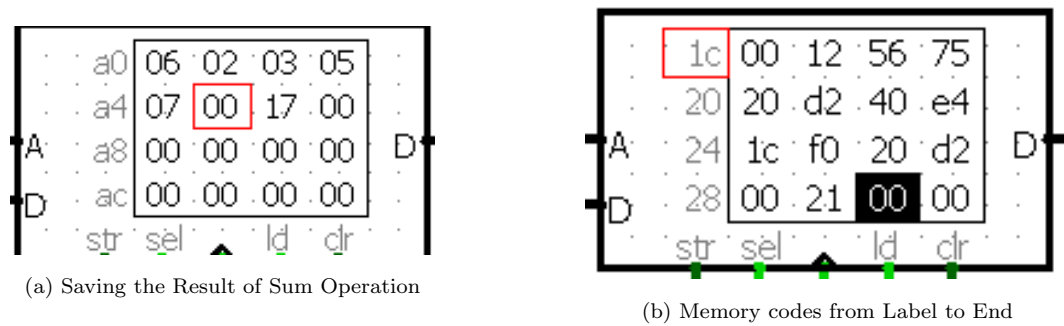 a0 06 02 03 05
a4 07 00 17 00
A a8 00 00 00 00 D
D ac 00 00 00 00
str sel ld clr
(a) Saving the Result of Sum Operation
1c 00 12 56 75
20 20 d2 40 e4
A 24 1c f0 20 d2 D
D 28 00 21 00 00
str sel ld clr
(b) Memory codes from Label to End